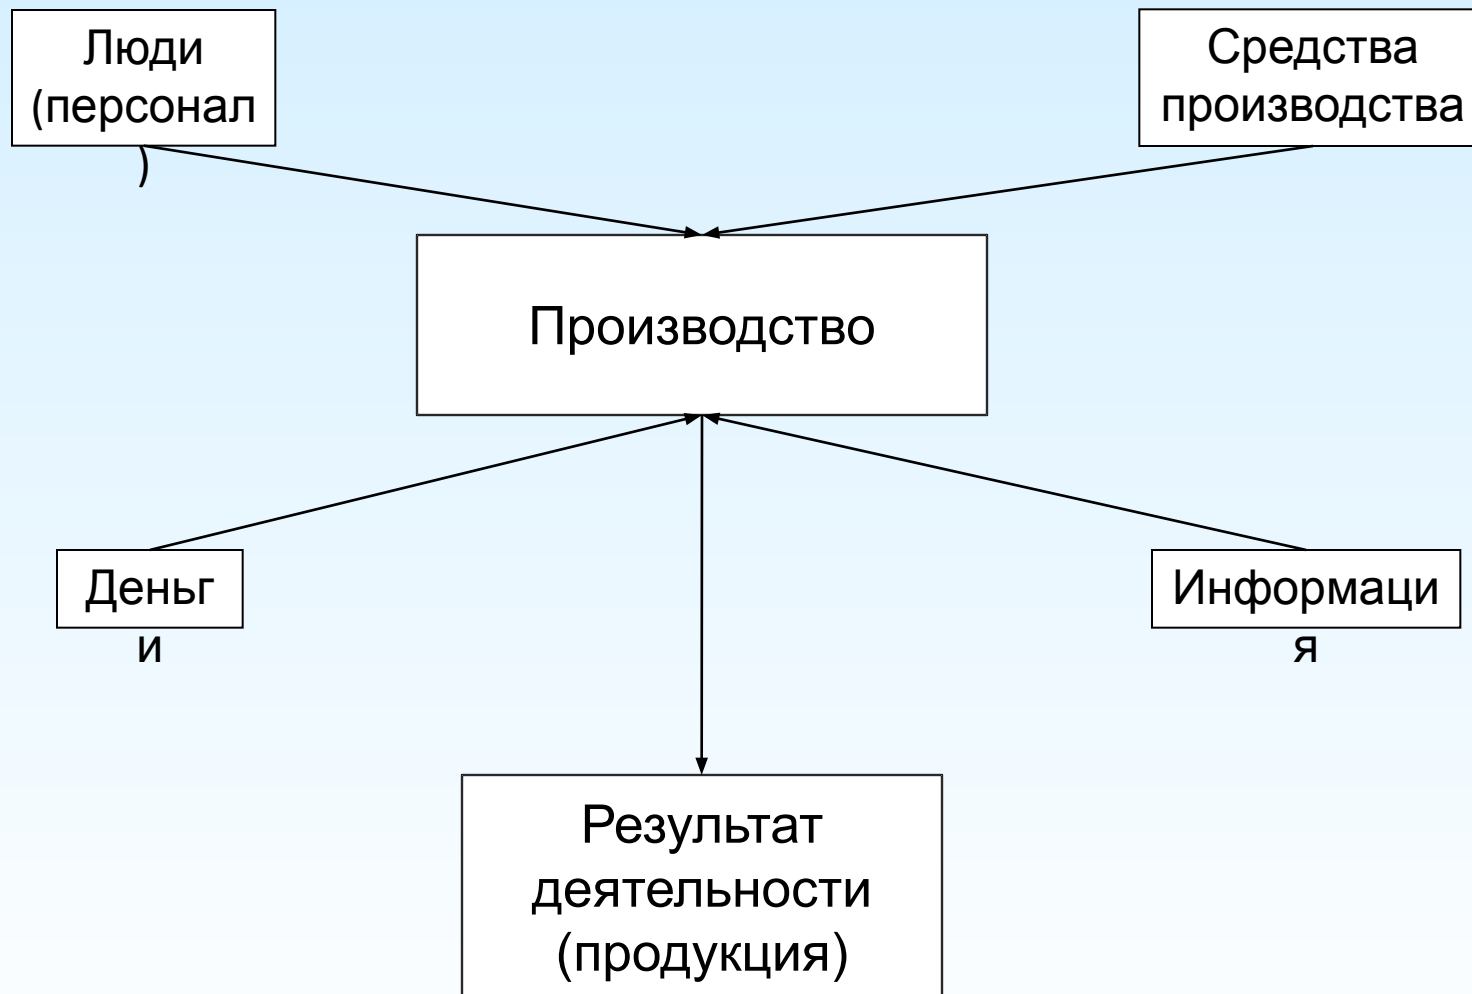 Люди
(персонал
)
Средства
производства
Производство
Деньг
и
Информаци
я
Результат
деятельности
(продукция)